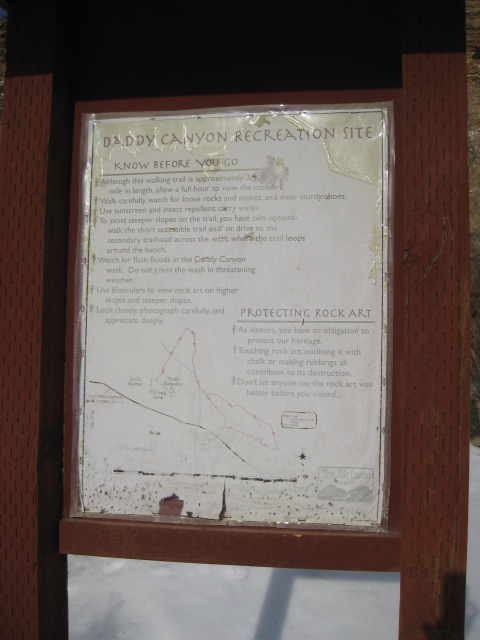 DADDY CANYON RECREATION SITE
KNOW BEFORE YOU GO
Although this walking trail is approximately 3/4
mile in length, allow a full hour to view the rock art.
Walk carefully, watch for loose rocks and snakes, and wear sturdy shoes.
Use sunscreen and insect repellent, carry water.
To avoid steeper slopes on the trail, you have two options-
walk the short accessible trail and/ or drive to the
secondary trailhead across the wash where the trail loops
around the bench.
Watch for flash floods in the Daddy Canyon
wash. Do not cross the wash in threatening
weather.
Use binoculars to view rock art on higher
ledges and steeper slopes.
Look closely, photograph carefully, and
appreciate deeply.
PROTECTING ROCK ART
As visitors, you have an obligation to
protect our heritage.
Touching rock art, outlining it with
chalk or making rubbings all
contribute to its destruction.
Don't let anyone say the rock art was
better before you visited.